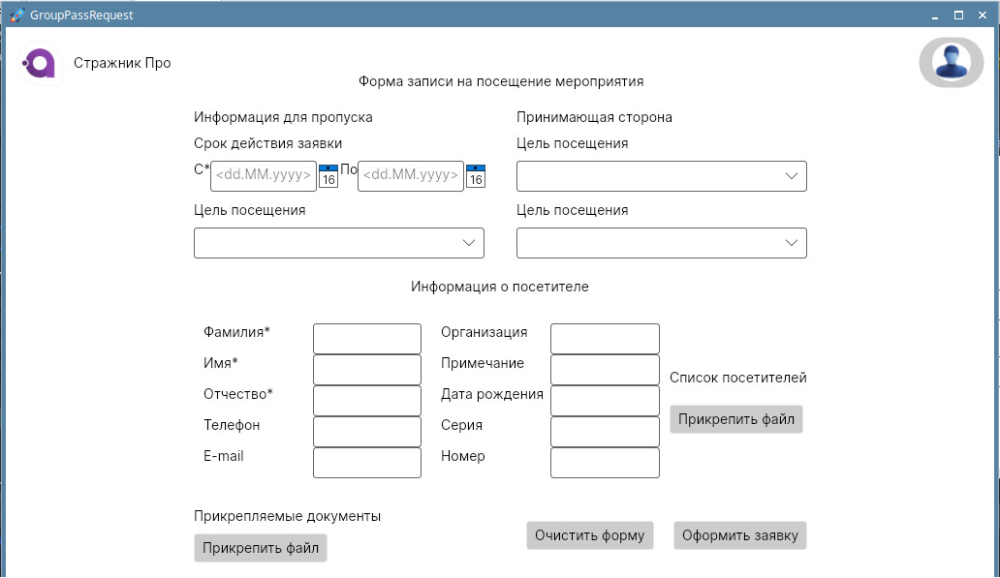 GroupPassRequest
Стражник Про
Форма записи на посещение мероприятия
Информация для пропуска
Принимающая сторона
Срок действия заявки
Цель посещения
С* <dd.MM.yyyy> 16 По <dd.MM.yyyy> 16
Цель посещения
Цель посещения
Информация о посетителе
Фамилия*
Организация
Имя*
Примечание
Список посетителей
Отчество*
Дата рождения
Прикрепить файл
Телефон
Серия
E-mail
Номер
Прикрепляемые документы
Прикрепить файл
Очистить форму
Оформить заявку